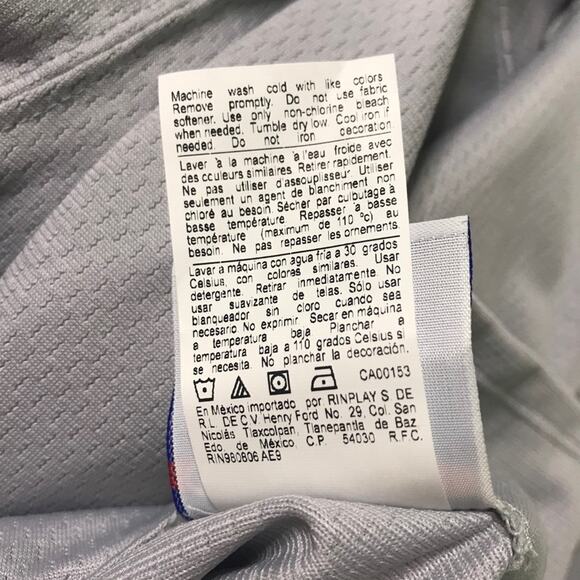 Machine wash cold with like colors
Remove promptly. Do not use fabric
softener. Use only non-chlorine bleach
when needed. Tumble dry low. Cool iron if
needed. Do not iron decoration.
Laver à la machine à l'eau froide avec
des couleurs similaires Retirer rapidement.
Ne pas utiliser d'assouplisseur Utiliser
seulement un agent de blanchiment non
chloré au besoin. Sécher par culbutage à
basse température. Repasser à basse
température (maximum de 110 °c) au
besoin. Ne pas repasser les ornements.
Lavar a máquina con agua fría a 30 grados
Celsius, con colores similares. Usar
detergente. Retirar inmediatamente. No
usar suavizante de telas. Sólo usar
blanqueador sin cloro cuando sea
necesario No exprimir Secar en máquina
a temperatura baja Planchar a
temperatura baja a 110 grados Celsius si
se necesita. No planchar la decoración.
CA00153
En México importado por RINPLAY S DE
R.L. DE C.V. Henry Ford No. 29, Col. San
Nicolás Tlaxcolpan, Tlanepantla de Baz
Edo de México, C.P. 54030 R.F.C.
RIN980806 AE9